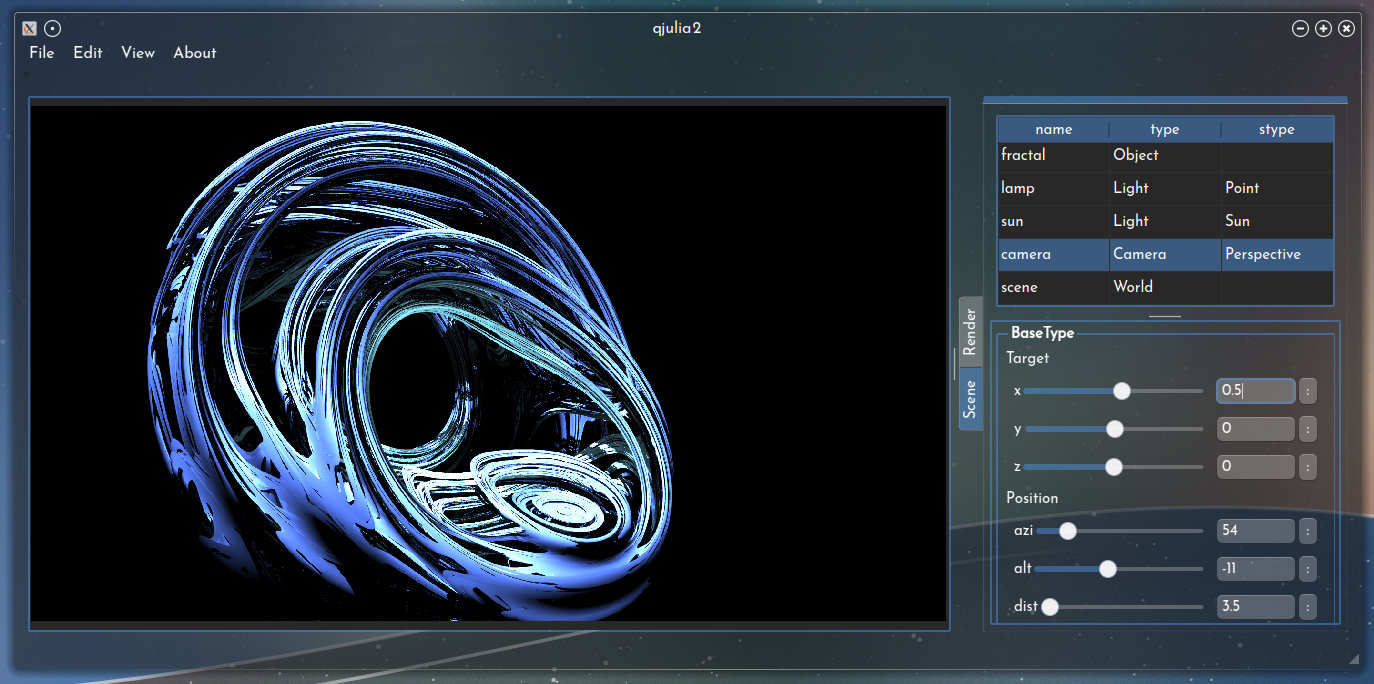 qjulia2
File Edit View About
name type stype
fractal Object
lamp Light Point
sun Light Sun
camera Camera Perspective
scene World
Render
Scene
BaseType
Target
x 0.5 :
y 0 :
z 0 :
Position
azi 54 :
alt -11 :
dist 3.5 :